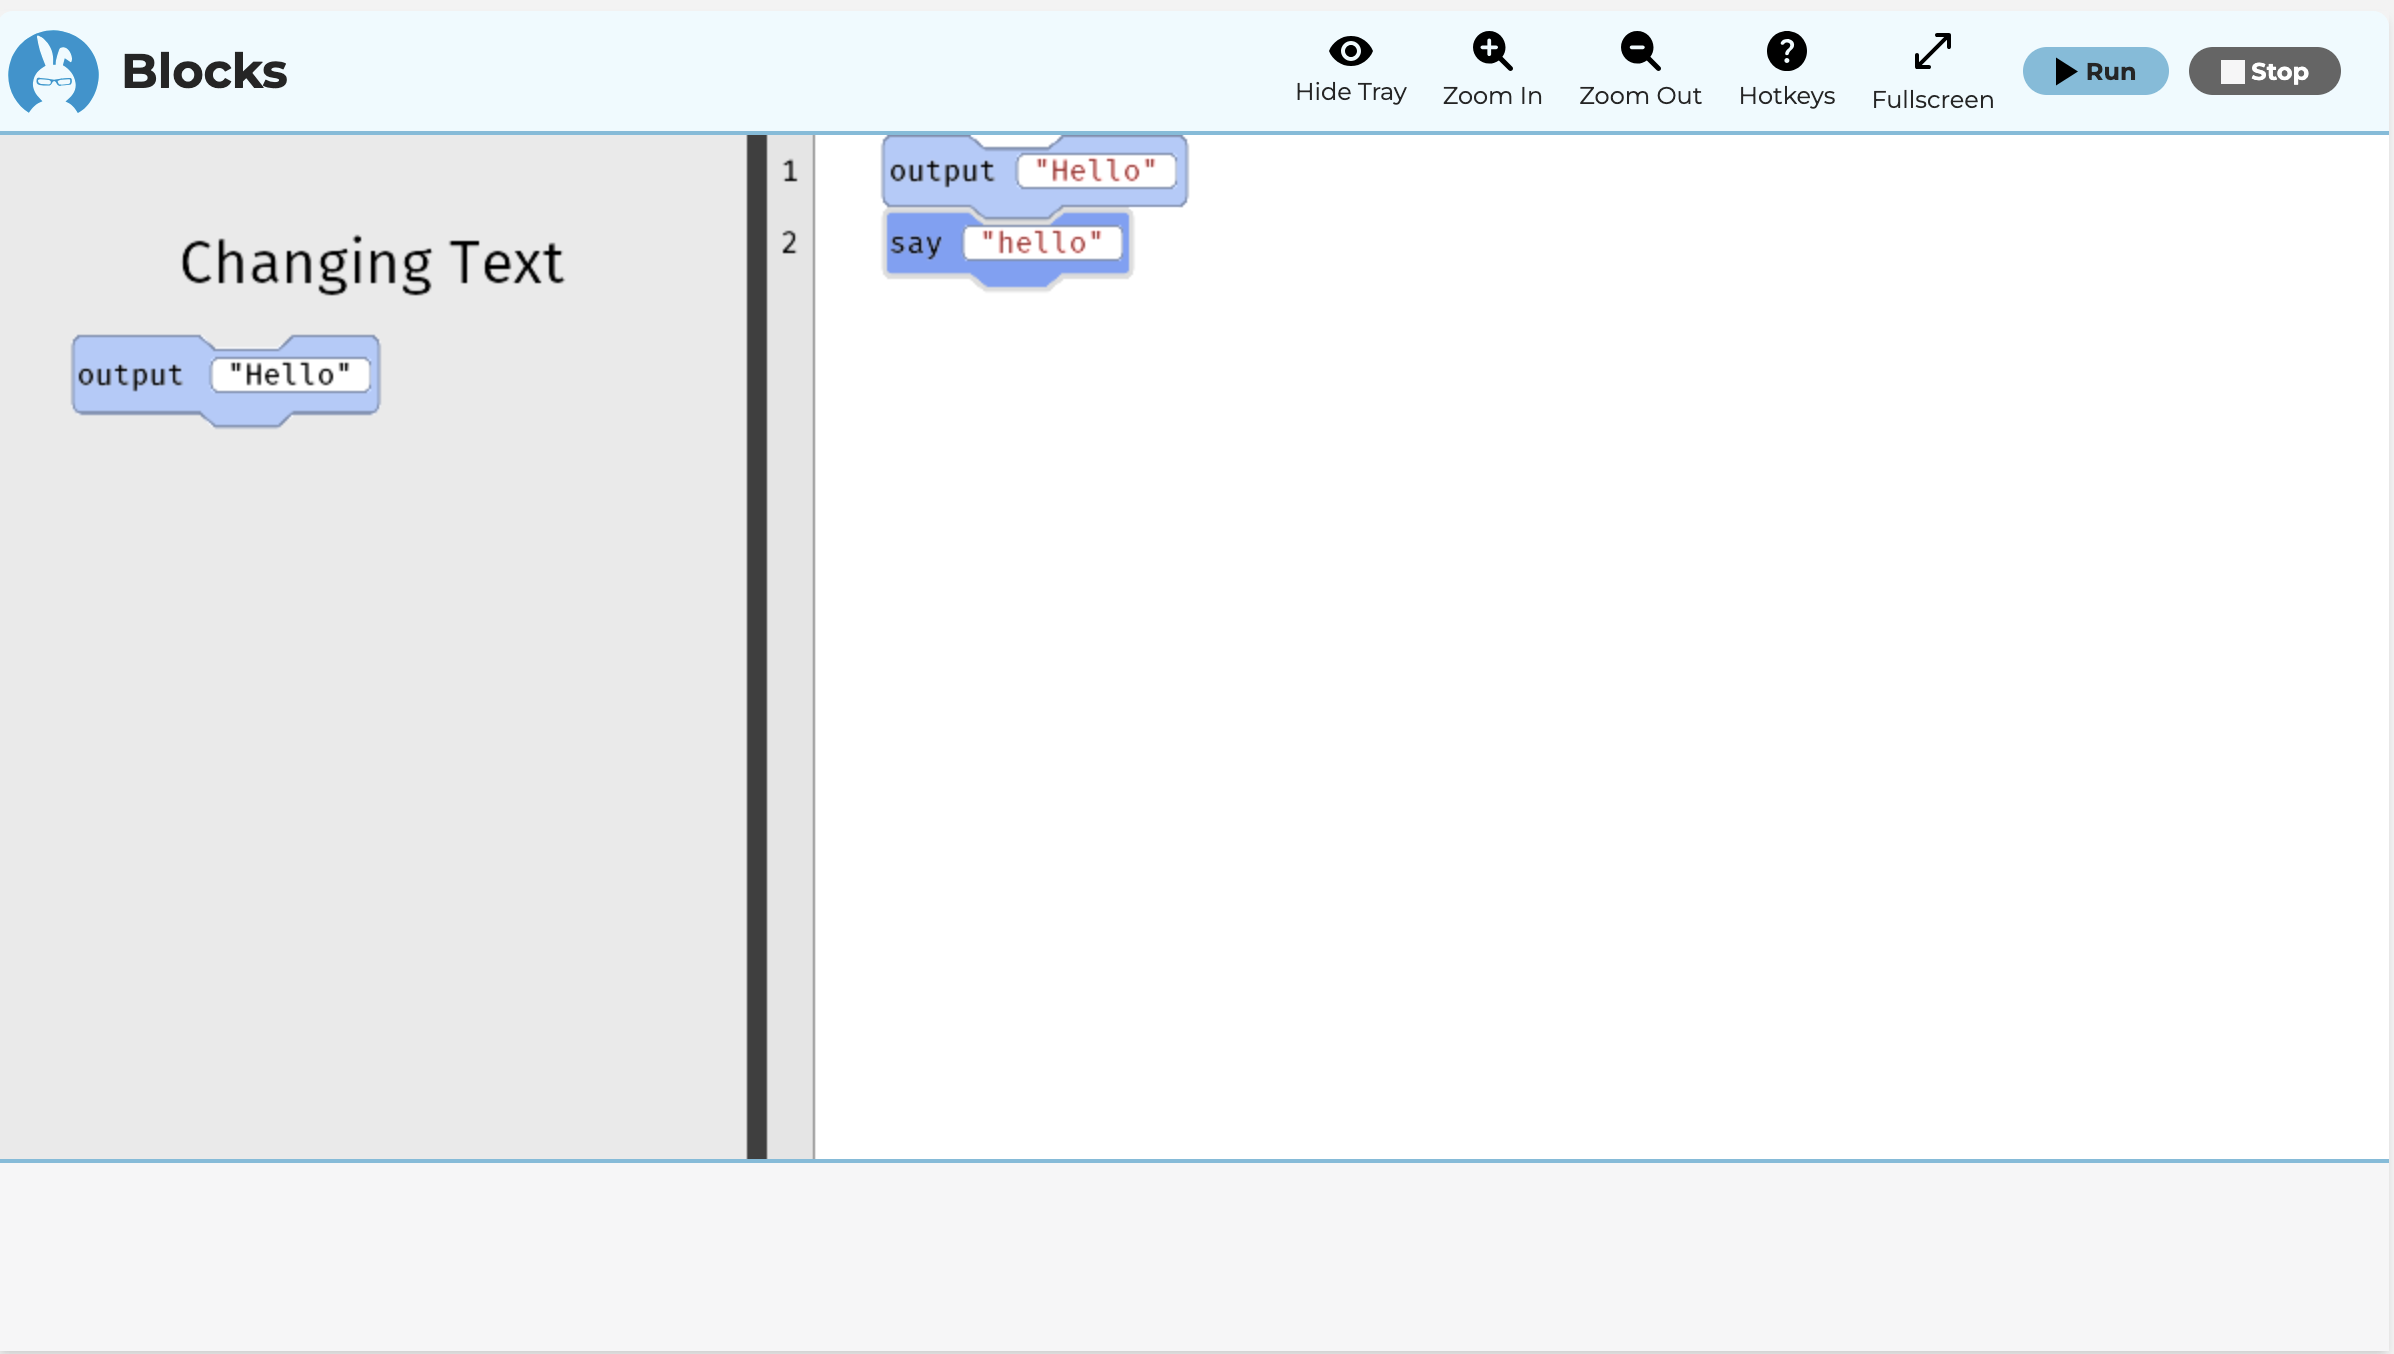 Blocks
Hide Tray
Zoom In
Zoom Out
Hotkeys
Fullscreen
Run
Stop
Changing Text
output "Hello"
1 output "Hello"
2 say "hello"